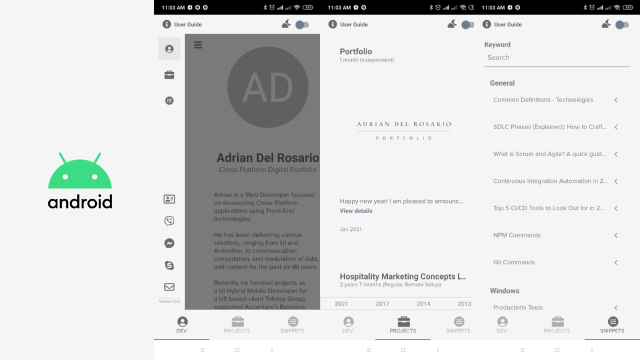 android
11:03 AM
User Guide
AD
Adrian Del Rosario
Cross-Platform Digital Portfolio
Adrian is a Web Developer focused
on developing Cross-Platform
applications using Front-End
technologies.
He has been delivering various
solutions, ranging from UI and
Animation, to communication,
computation, and modulation of data,
and content for the past six (6) years.
Recently, he handled projects as
a UI Hybrid Mobile Developer for
a US based client Tellway Group,
supported Accenture's Business
DEV
PROJECTS
SNIPPETS
11:03 AM
User Guide
Portfolio
1 month (Independent)
ADRIAN DEL ROSARIO
PORTFOLIO
Happy new year! I am pleased to announc...
View details
Jan 2021
Hospitality Marketing Concepts L...
2 years 7 months (Regular Remote Setup)
2021 2017 2014 2013
DEV
PROJECTS
SNIPPETS
11:03 AM
User Guide
Keyword
Search
General
Common Definitions - Technologies
SDLC Phases [Explained]: How to Craft...
What is Scrum and Agile? A quick guid...
Continuous Integration Automation in 2...
Top 5 CI/CD Tools to Look Out for in 2...
NPM Commands
Git Commands
Windows
Productivity Tools
DEV
PROJECTS
SNIPPETS